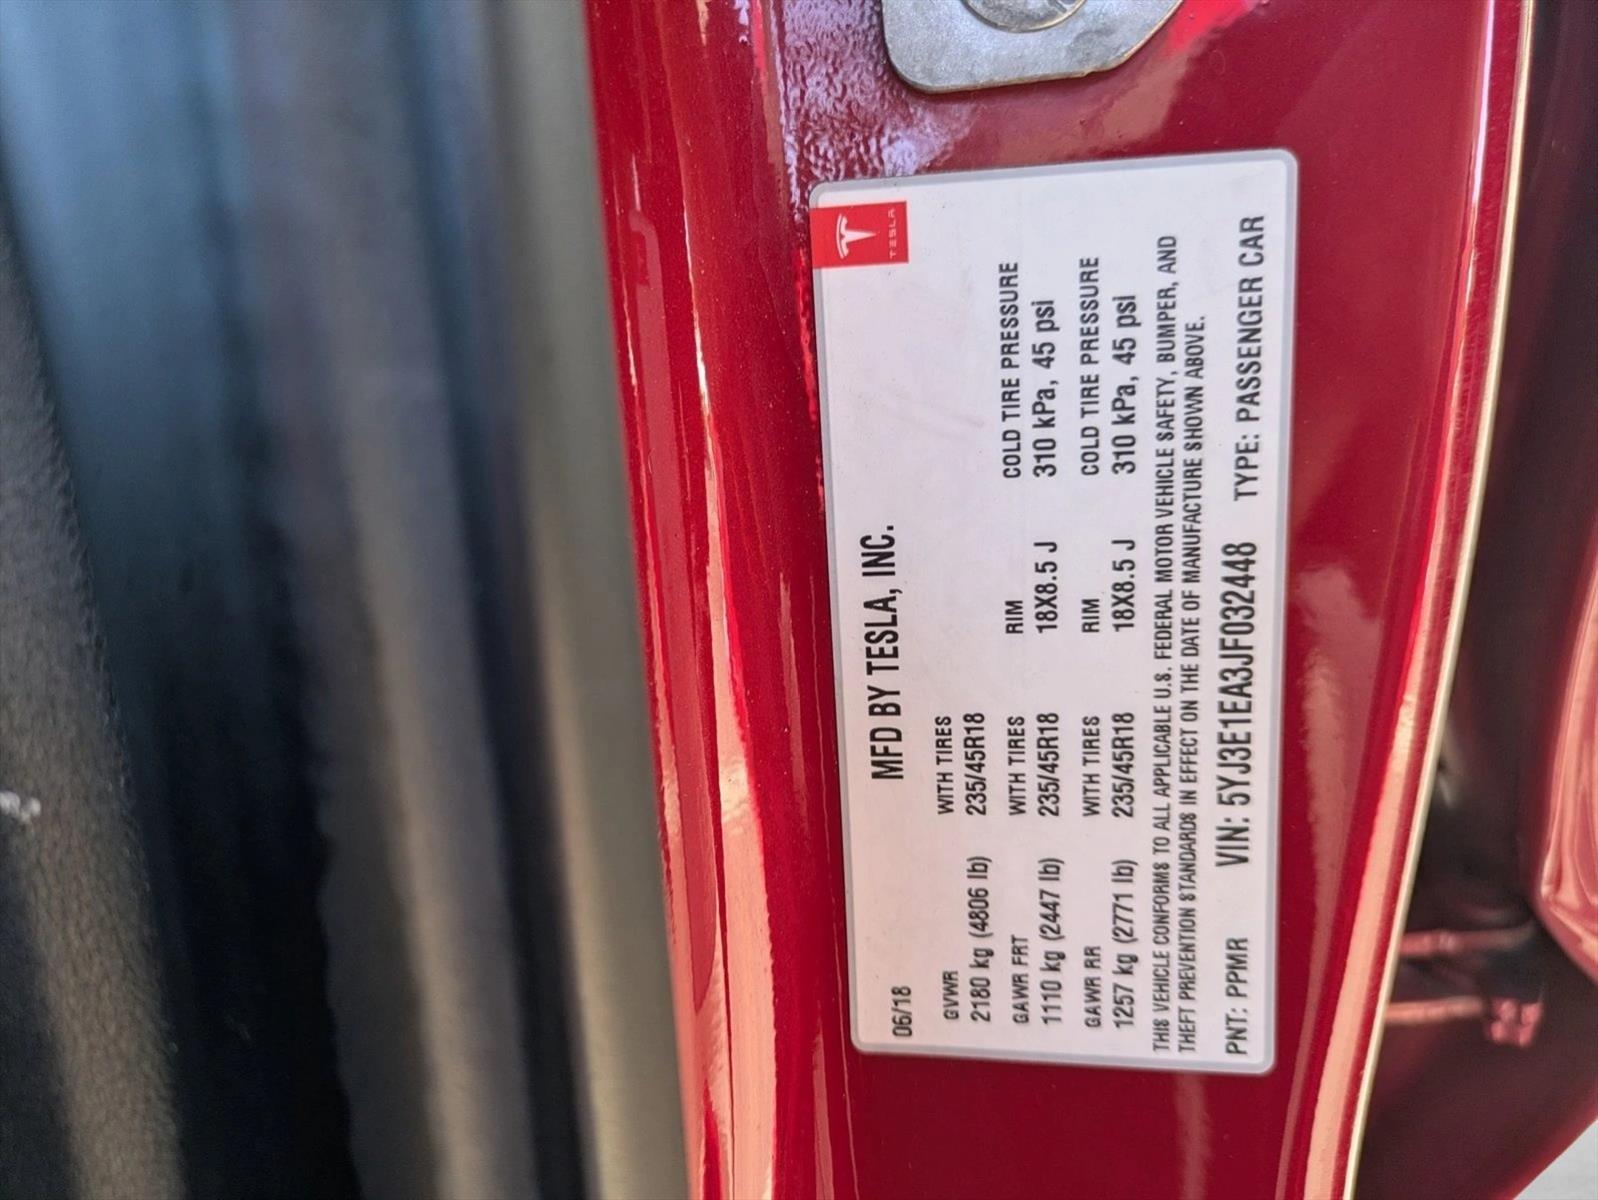 TESLA
06/18 MFD BY TESLA, INC.
GVWR WITH TIRES
2180 kg (4806 lb) 235/45R18
GAWR FRT WITH TIRES RIM COLD TIRE PRESSURE
1110 kg (2447 lb) 235/45R18 18X8.5 J 310 kPa, 45 psi
GAWR RR WITH TIRES RIM COLD TIRE PRESSURE
1257 kg (2771 lb) 235/45R18 18X8.5 J 310 kPa, 45 psi
THIS VEHICLE CONFORMS TO ALL APPLICABLE U.S. FEDERAL MOTOR VEHICLE SAFETY, BUMPER, AND
THEFT PREVENTION STANDARDS IN EFFECT ON THE DATE OF MANUFACTURE SHOWN ABOVE.
PNT: PPMR VIN: 5YJ3E1EA3JF032448 TYPE: PASSENGER CAR